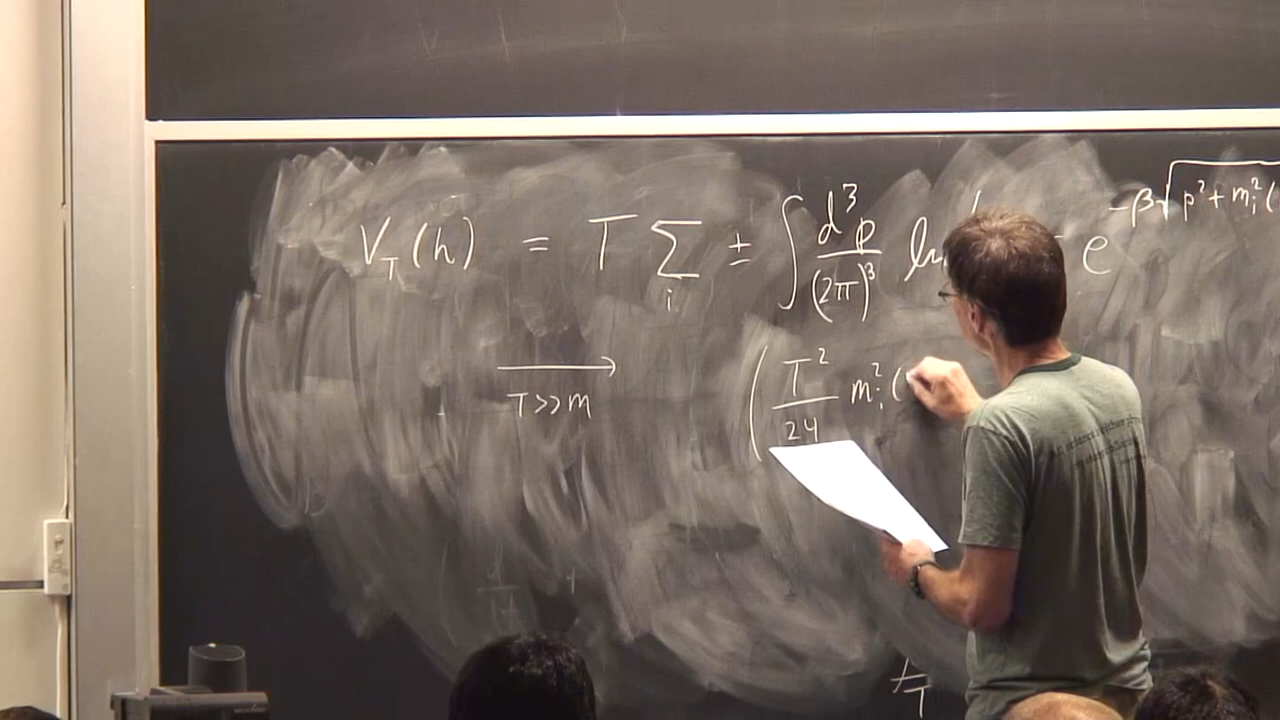 V_T(h) = T Σ_i ± ∫ d³p/(2π)³ ln - e^{-β√(p² + m_i²(
→ T>>m ( T²/24 m_i²(